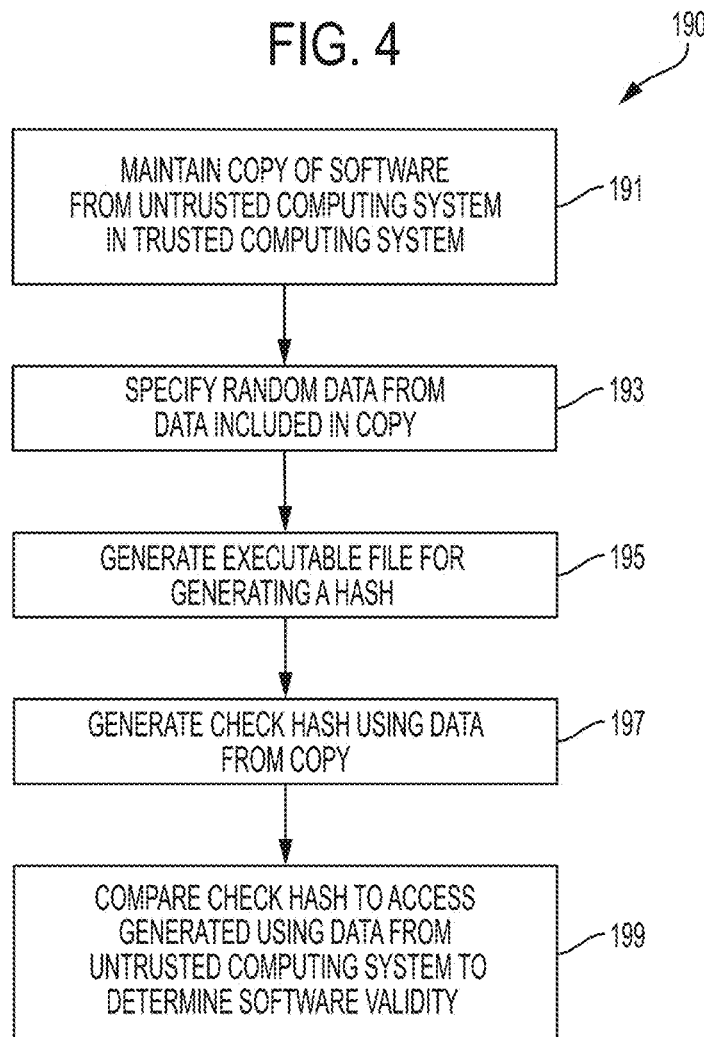 FIG. 4
190
MAINTAIN COPY OF SOFTWARE
FROM UNTRUSTED COMPUTING SYSTEM
IN TRUSTED COMPUTING SYSTEM
191
SPECIFY RANDOM DATA FROM
DATA INCLUDED IN COPY
193
GENERATE EXECUTABLE FILE FOR
GENERATING A HASH
195
GENERATE CHECK HASH USING DATA
FROM COPY
197
COMPARE CHECK HASH TO ACCESS
GENERATED USING DATA FROM
UNTRUSTED COMPUTING SYSTEM TO
DETERMINE SOFTWARE VALIDITY
199